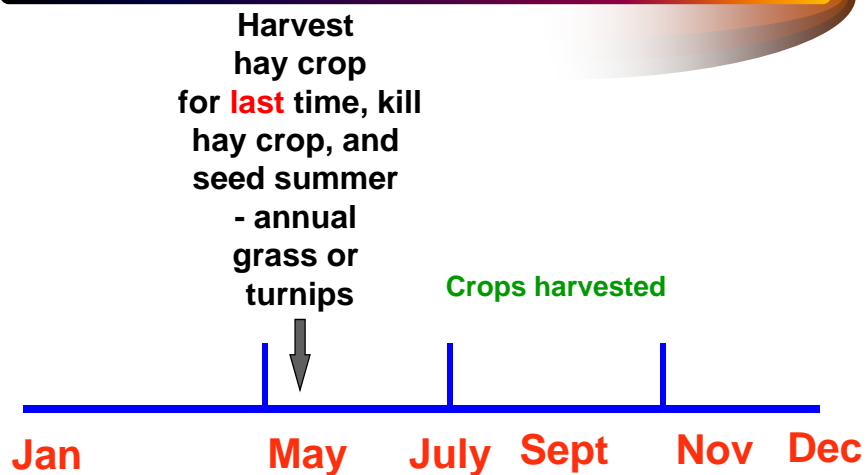 Harvest
hay crop
for last time, kill
hay crop, and
seed summer
- annual
grass or
turnips
Crops harvested
Jan May July Sept Nov Dec